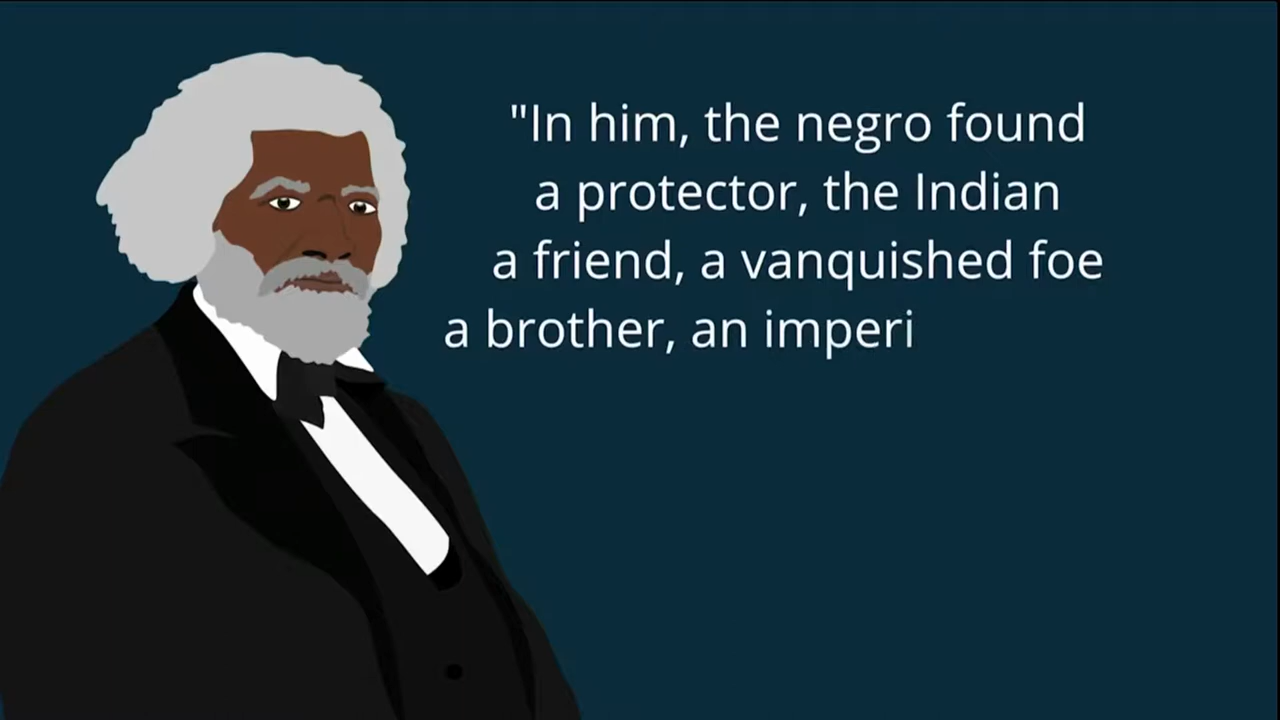 "In him, the negro found
a protector, the Indian
a friend, a vanquished foe
a brother, an imperi